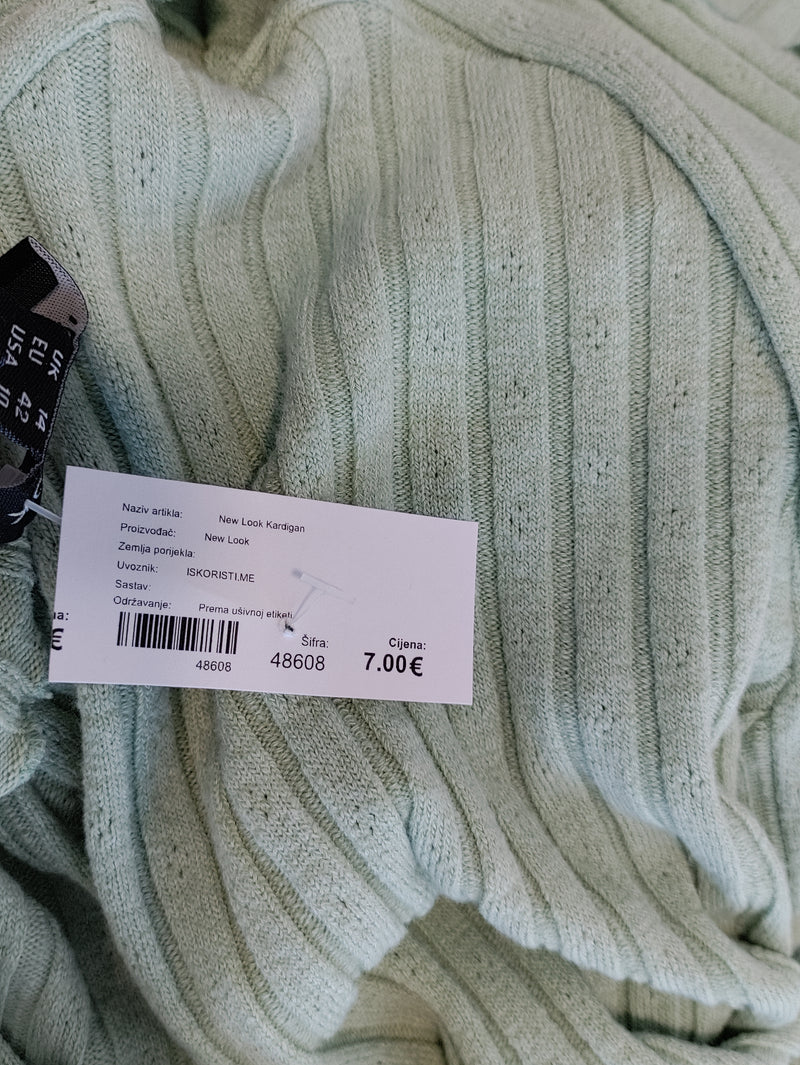 UK 14
EU 42
USA 10
Naziv artikla: New Look Kardigan
Proizvođač: New Look
Zemlja porijekla:
Uvoznik: ISKORISTI.ME
Sastav:
Održavanje: Prema ušivnoj etiketi
48608
Šifra:
48608
Cijena:
7.00€
na:
€